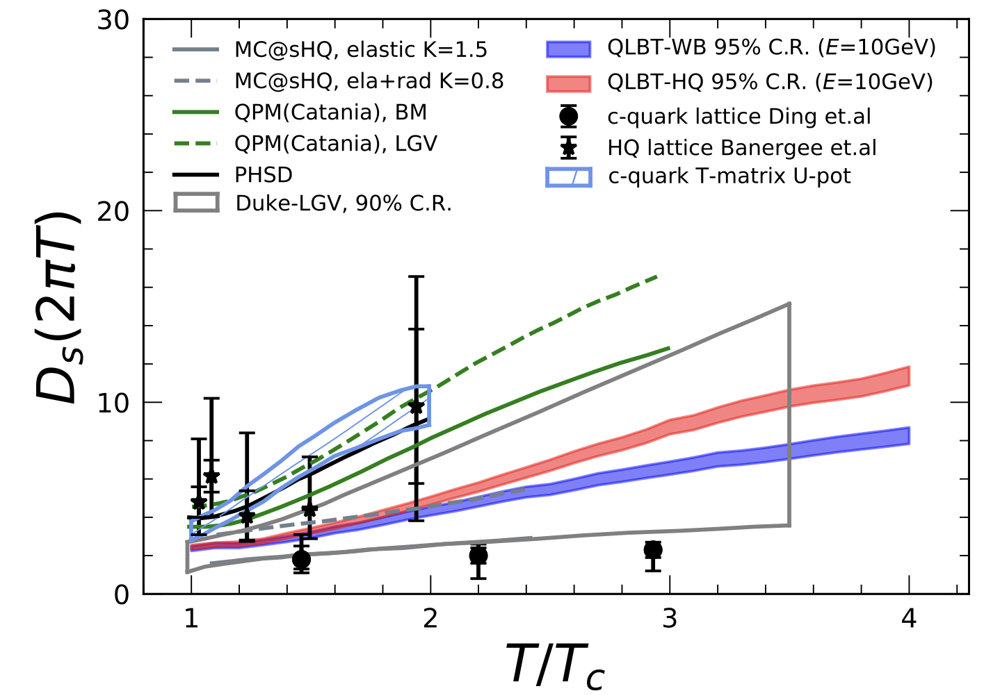 30
20
10
0
D_s(2πT)
MC@sHQ, elastic K=1.5
MC@sHQ, ela+rad K=0.8
QPM(Catania), BM
QPM(Catania), LGV
PHSD
Duke-LGV, 90% C.R.
QLBT-WB 95% C.R. (E=10GeV)
QLBT-HQ 95% C.R. (E=10GeV)
c-quark lattice Ding et.al
HQ lattice Banergee et.al
c-quark T-matrix U-pot
1 2 3 4
T/T_c